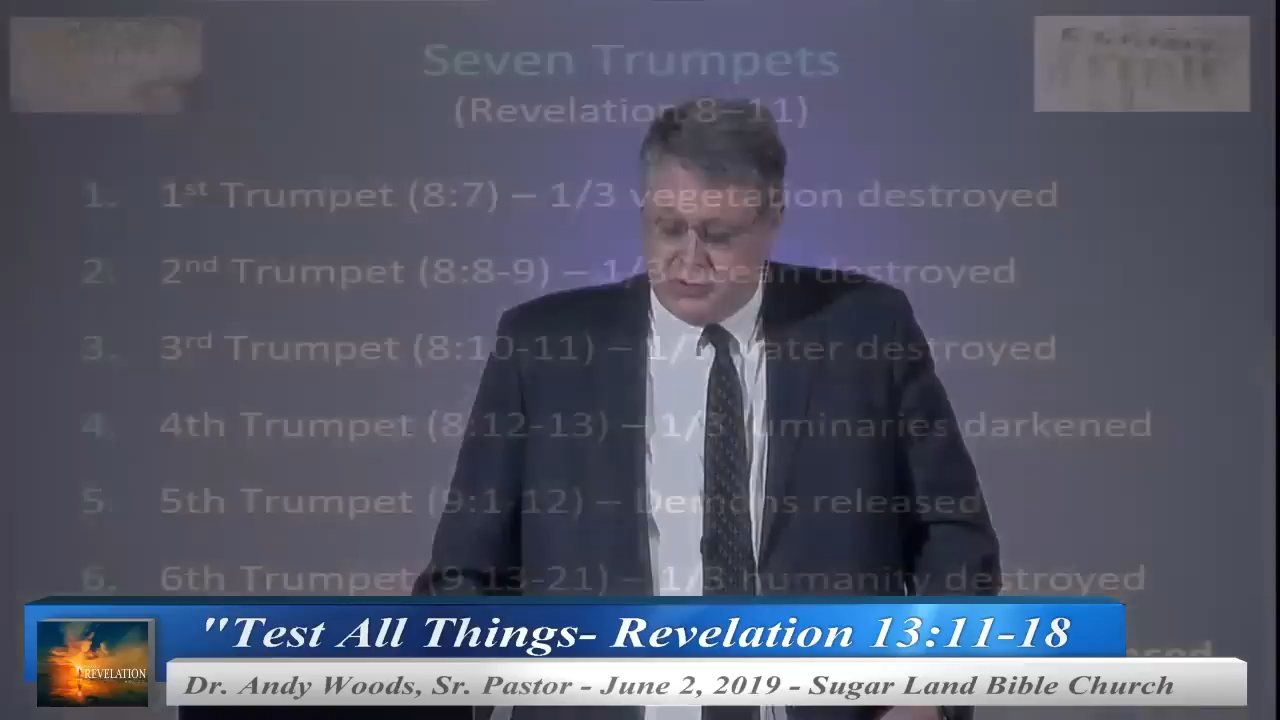 Seven Trumpets
(Revelation 8–11)
1. 1st Trumpet (8:7) – 1/3 vegetation destroyed
2. 2nd Trumpet (8:8-9) – 1/3 ocean destroyed
3. 3rd Trumpet (8:10-11) – 1/ water destroyed
4. 4th Trumpet (8:12-13) – 1/3 luminaries darkened
5. 5th Trumpet (9:1-12) – Demons released
6. 6th Trumpet (9:13-21) – 1/3 humanity destroyed
"Test All Things- Revelation 13:11-18
REVELATION
Dr. Andy Woods, Sr. Pastor - June 2, 2019 - Sugar Land Bible Church